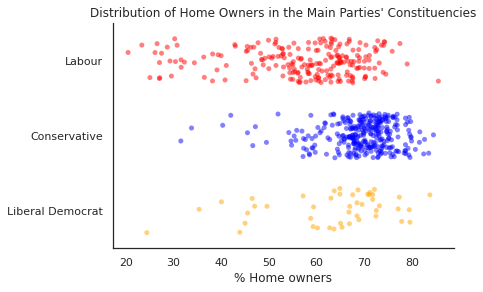 Distribution of Home Owners in the Main Parties' Constituencies
Labour
Conservative
Liberal Democrat
20 30 40 50 60 70 80
% Home owners